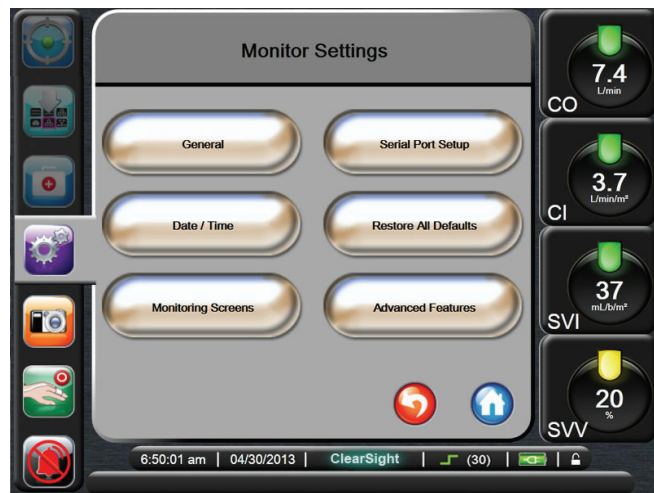 Monitor Settings
General
Serial Port Setup
Date / Time
Restore All Defaults
Monitoring Screens
Advanced Features
7.4
L/min
CO
3.7
L/min/m²
CI
37
mL/b/m²
SVI
20
%
SVV
6:50:01 am | 04/30/2013 | ClearSight | (30) |